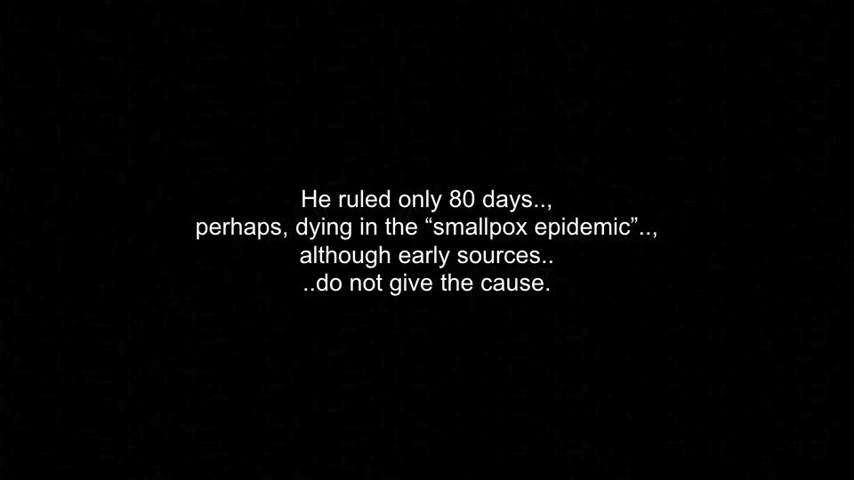 He ruled only 80 days..,
perhaps, dying in the “smallpox epidemic”..,
although early sources..
..do not give the cause.